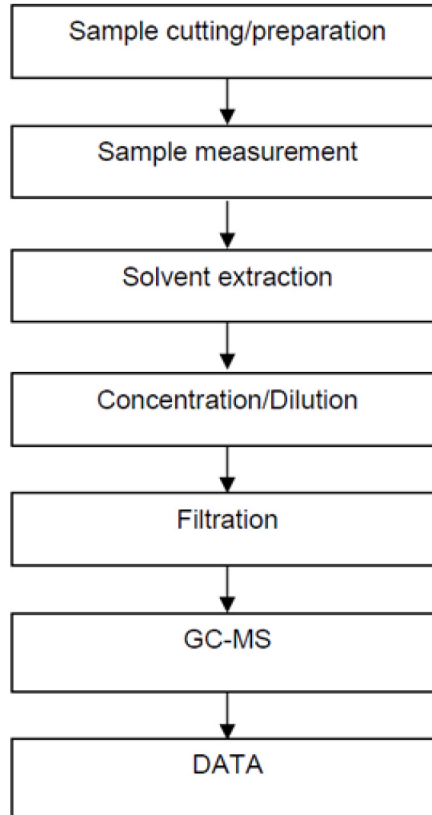 Sample cutting/preparation
Sample measurement
Solvent extraction
Concentration/Dilution
Filtration
GC-MS
DATA